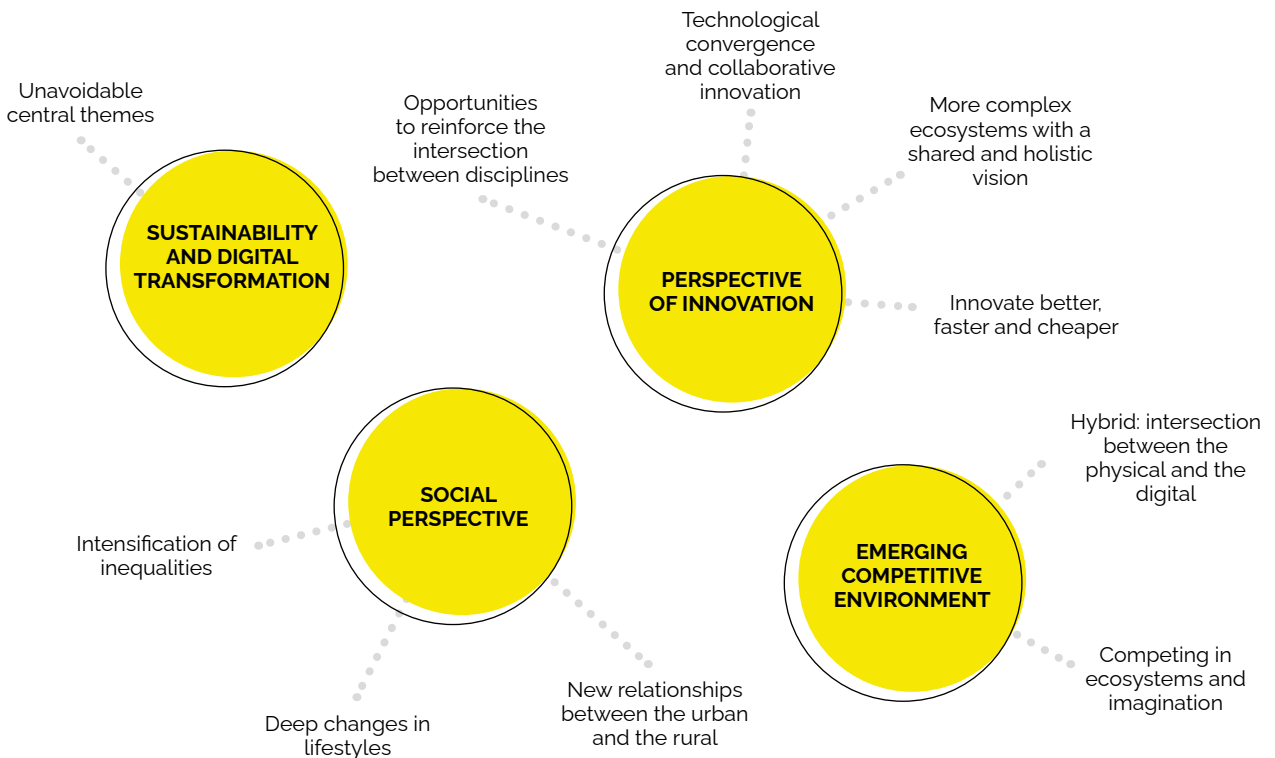 Unavoidable
central themes
SUSTAINABILITY
AND DIGITAL
TRANSFORMATION
Opportunities
to reinforce the
intersection
between disciplines
Technological
convergence
and collaborative
innovation
More complex
ecosystems with a
shared and holistic
vision
PERSPECTIVE
OF INNOVATION
Innovate better,
faster and cheaper
SOCIAL
PERSPECTIVE
Intensification of
inequalities
Deep changes in
lifestyles
New relationships
between the urban
and the rural
Hybrid: intersection
between the
physical and the
digital
EMERGING
COMPETITIVE
ENVIRONMENT
Competing in
ecosystems and
imagination